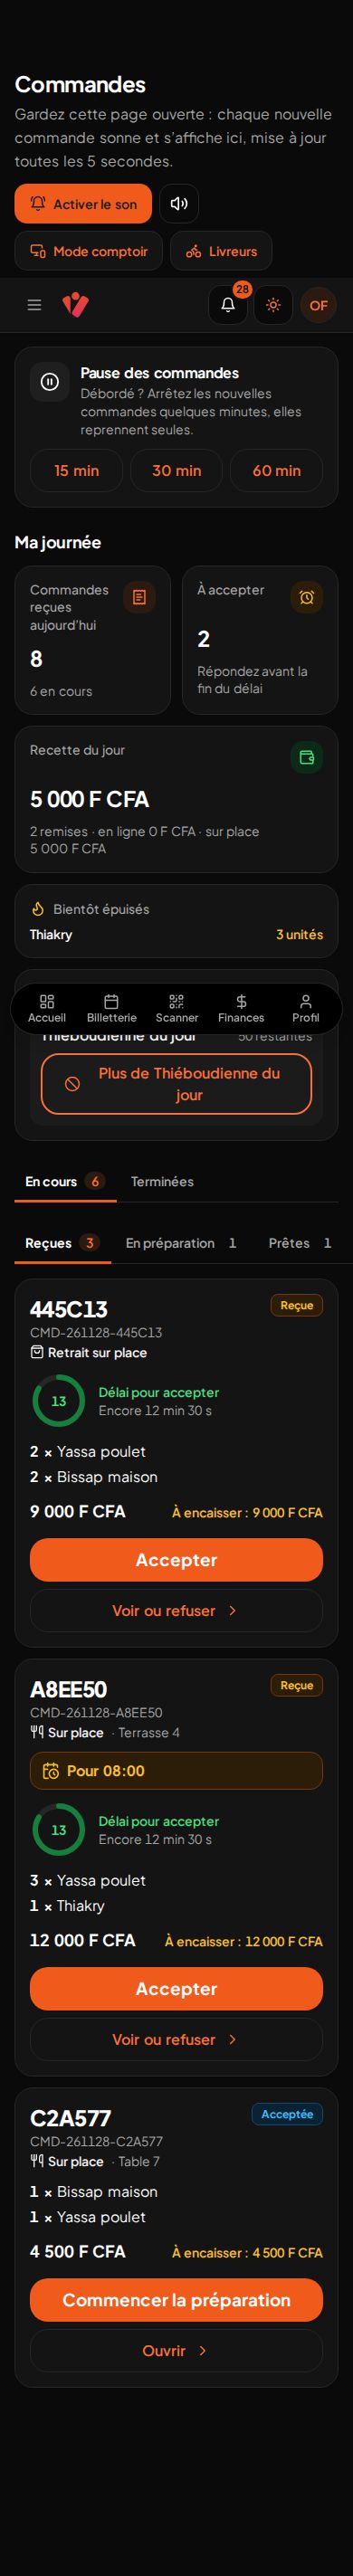 Commandes
Gardez cette page ouverte : chaque nouvelle
commande sonne et s'affiche ici, mise à jour
toutes les 5 secondes.
Activer le son
Mode comptoir
Livreurs
28
OF
Pause des commandes
Débordé ? Arrêtez les nouvelles
commandes quelques minutes, elles
reprennent seules.
15 min
30 min
60 min
Ma journée
Commandes
reçues
aujourd'hui
8
6 en cours
À accepter
2
Répondez avant la
fin du délai
Recette du jour
5 000 F CFA
2 remises · en ligne 0 F CFA · sur place
5 000 F CFA
Bientôt épuisés
Thiakry
3 unités
Accueil
Billetterie
Scanner
Finances
Profil
Thiéboudienne du jour
50 restantes
Plus de Thiéboudienne du
jour
En cours 6
Terminées
Reçues 3
En préparation 1
Prêtes 1
445C13
Reçue
CMD-261128-445C13
Retrait sur place
13
Délai pour accepter
Encore 12 min 30 s
2 × Yassa poulet
2 × Bissap maison
9 000 F CFA
À encaisser : 9 000 F CFA
Accepter
Voir ou refuser
A8EE50
Reçue
CMD-261128-A8EE50
Sur place · Terrasse 4
Pour 08:00
13
Délai pour accepter
Encore 12 min 30 s
3 × Yassa poulet
1 × Thiakry
12 000 F CFA
À encaisser : 12 000 F CFA
Accepter
Voir ou refuser
C2A577
Acceptée
CMD-261128-C2A577
Sur place · Table 7
1 × Bissap maison
1 × Yassa poulet
4 500 F CFA
À encaisser : 4 500 F CFA
Commencer la préparation
Ouvrir